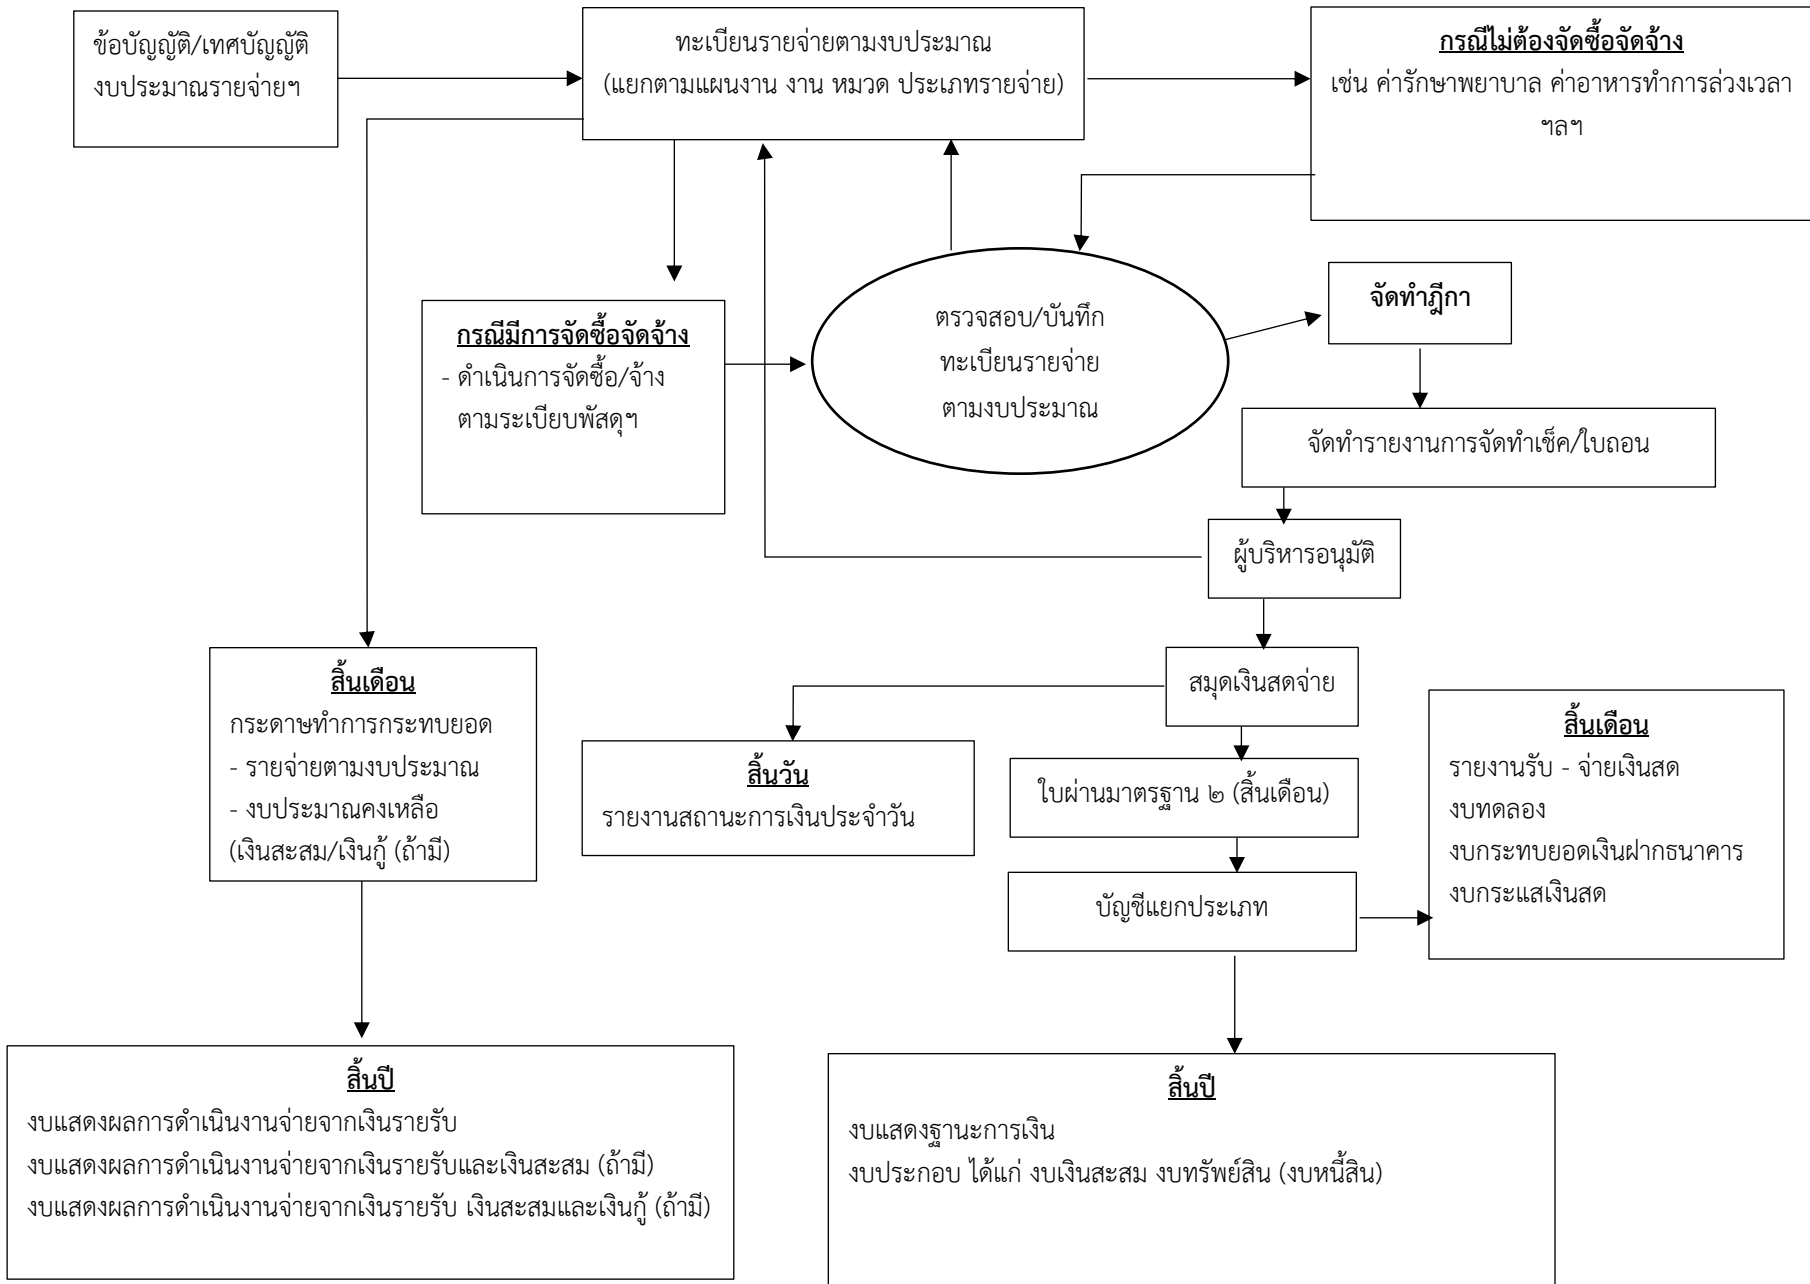 ข้อบัญญัติ/เทศบัญญัติ
งบประมาณรายจ่ายฯ
ทะเบียนรายจ่ายตามงบประมาณ
(แยกตามแผนงาน งาน หมวด ประเภทรายจ่าย)
กรณีไม่ต้องจัดซื้อจัดจ้าง
เช่น ค่ารักษาพยาบาล ค่าอาหารทำการล่วงเวลา
ฯลฯ
กรณีมีการจัดซื้อจัดจ้าง
- ดำเนินการจัดซื้อ/จ้าง
ตามระเบียบพัสดุฯ
ตรวจสอบ/บันทึก
ทะเบียนรายจ่าย
ตามงบประมาณ
จัดทำฎีกา
จัดทำรายงานการจัดทำเช็ค/ใบถอน
ผู้บริหารอนุมัติ
สมุดเงินสดจ่าย
สิ้นเดือน
กระดาษทำการกระทบยอด
- รายจ่ายตามงบประมาณ
- งบประมาณคงเหลือ
(เงินสะสม/เงินกู้ (ถ้ามี)
สิ้นวัน
รายงานสถานะการเงินประจำวัน
ใบผ่านมาตรฐาน ๒ (สิ้นเดือน)
บัญชีแยกประเภท
สิ้นเดือน
รายงานรับ - จ่ายเงินสด
งบทดลอง
งบกระทบยอดเงินฝากธนาคาร
งบกระแสเงินสด
สิ้นปี
งบแสดงผลการดำเนินงานจ่ายจากเงินรายรับ
งบแสดงผลการดำเนินงานจ่ายจากเงินรายรับและเงินสะสม (ถ้ามี)
งบแสดงผลการดำเนินงานจ่ายจากเงินรายรับ เงินสะสมและเงินกู้ (ถ้ามี)
สิ้นปี
งบแสดงฐานะการเงิน
งบประกอบ ได้แก่ งบเงินสะสม งบทรัพย์สิน (งบหนี้สิน)